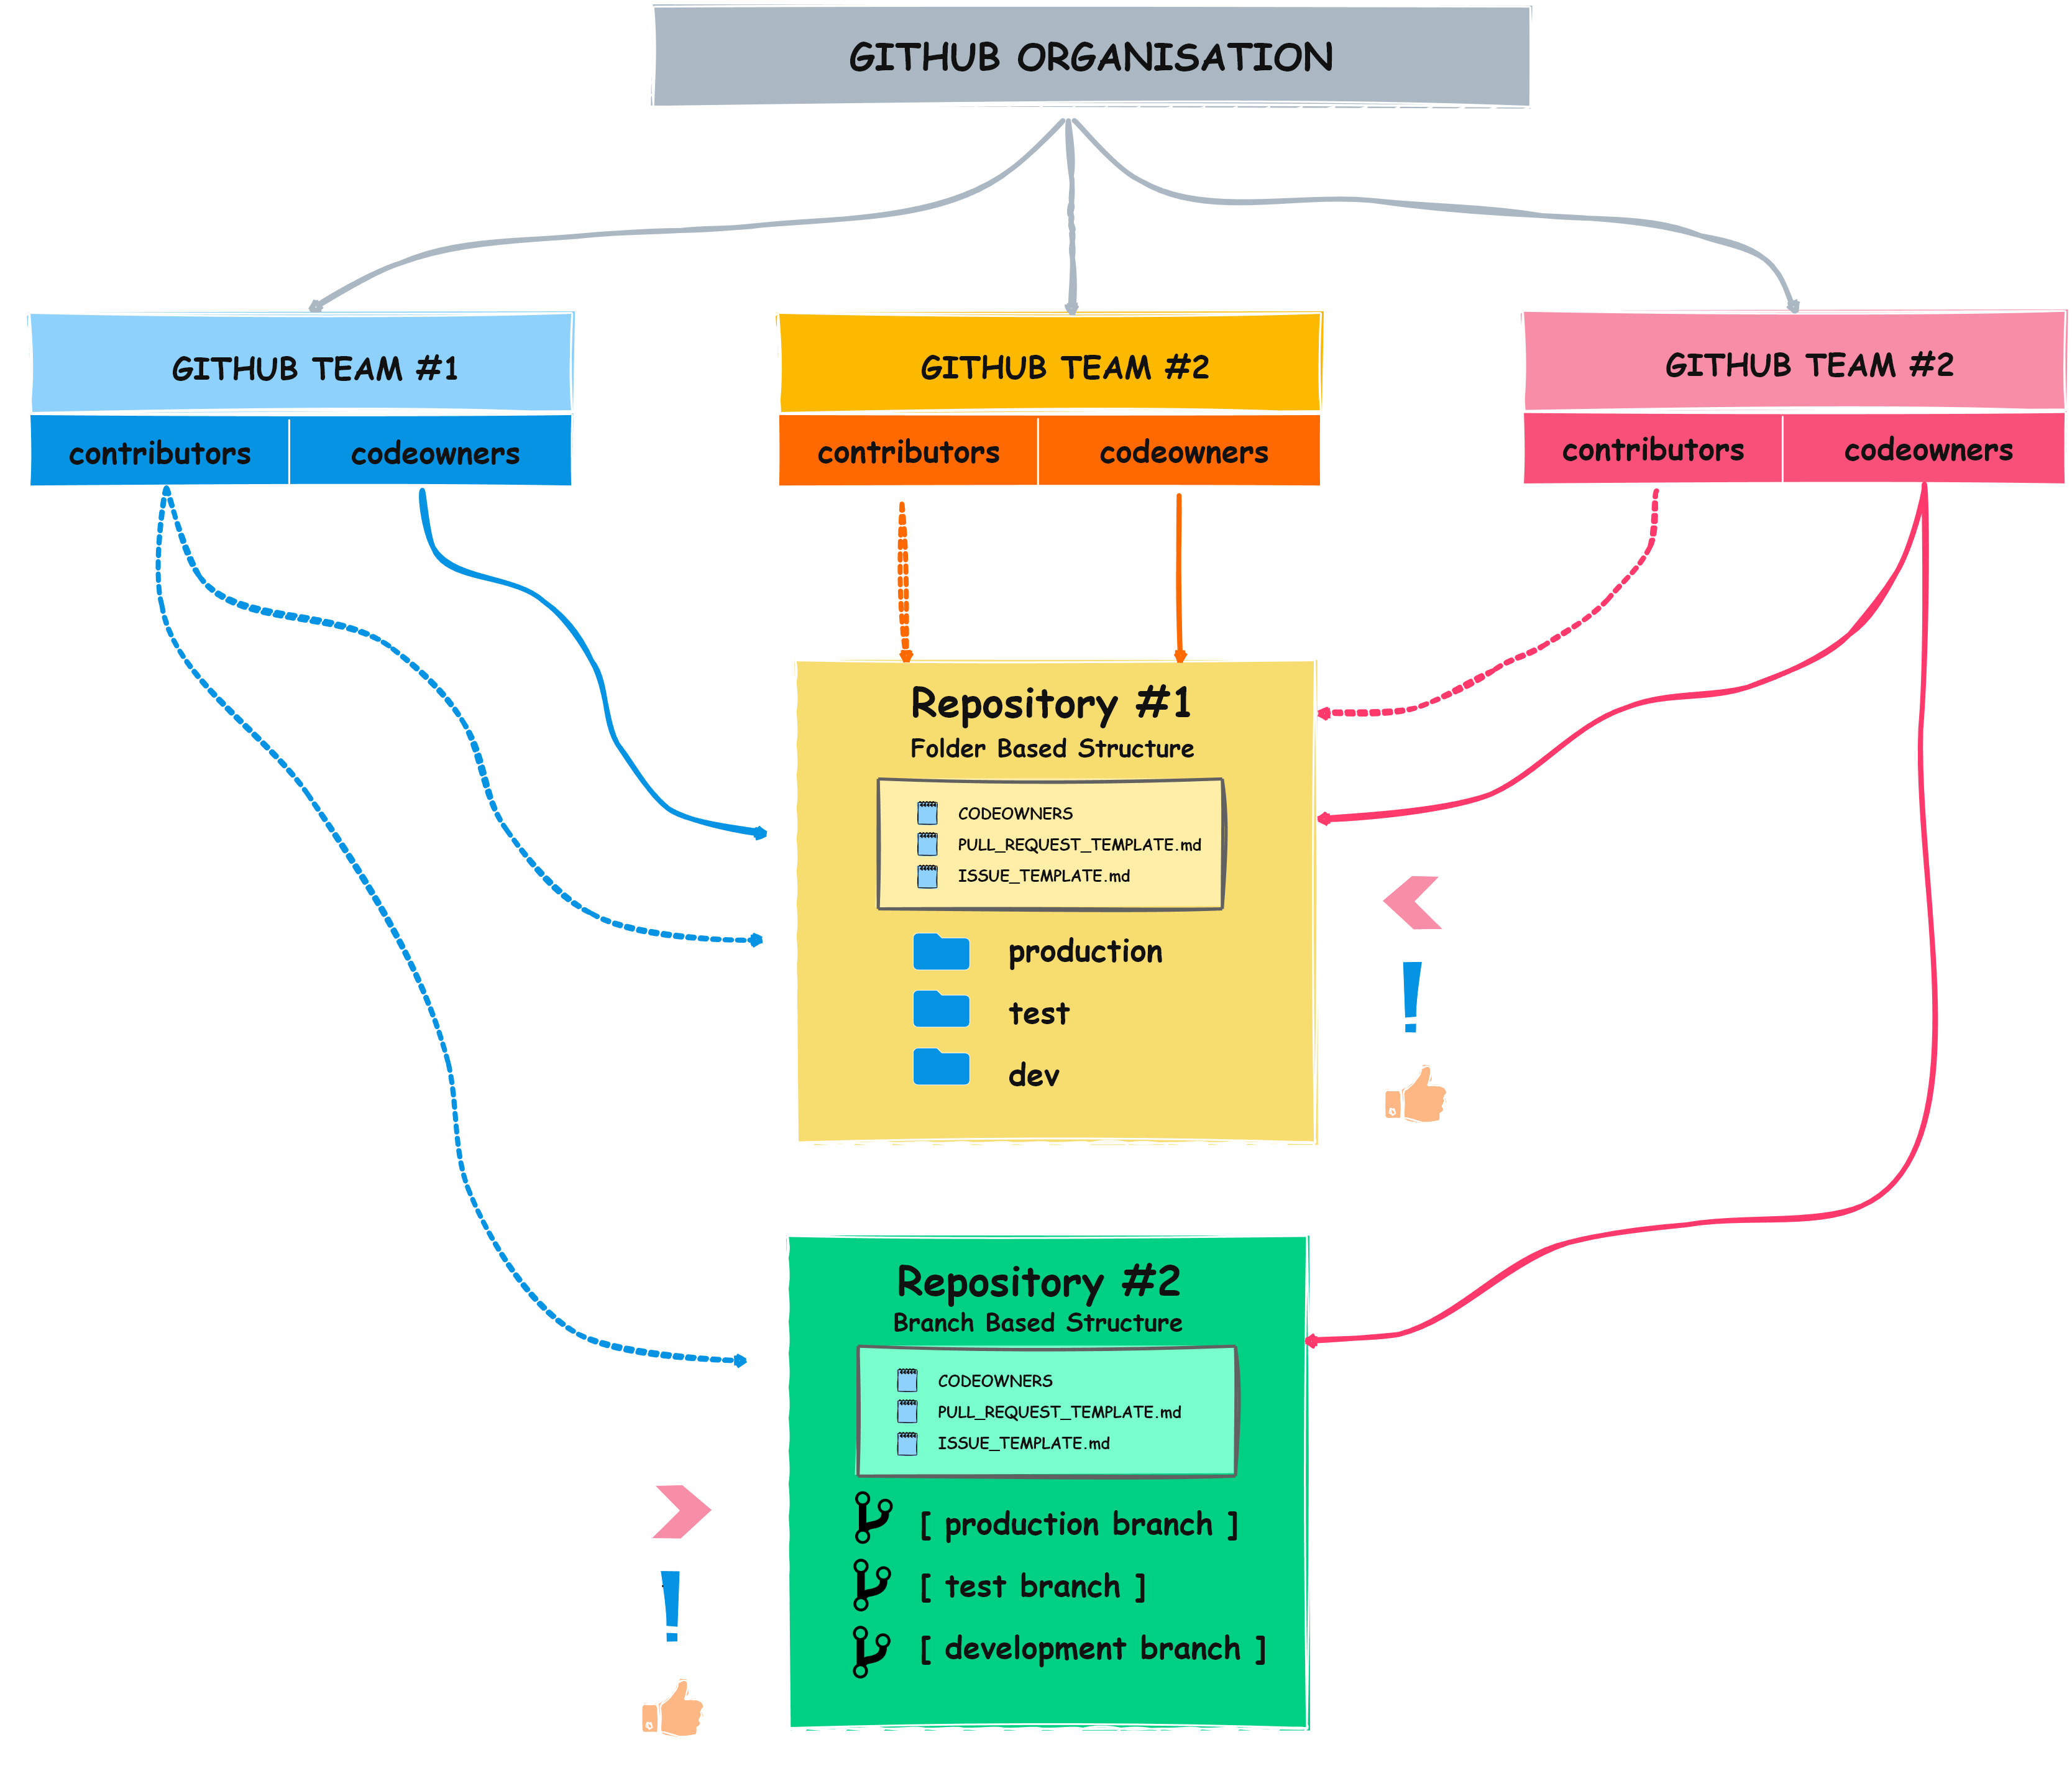 GITHUB ORGANISATION
GITHUB TEAM #1
contributors
codeowners
GITHUB TEAM #2
contributors
codeowners
GITHUB TEAM #2
contributors
codeowners
Repository #1
Folder Based Structure
CODEOWNERS
PULL_REQUEST_TEMPLATE.md
ISSUE_TEMPLATE.md
production
test
dev
!
Repository #2
Branch Based Structure
CODEOWNERS
PULL_REQUEST_TEMPLATE.md
ISSUE_TEMPLATE.md
[ production branch ]
[ test branch ]
[ development branch ]
!